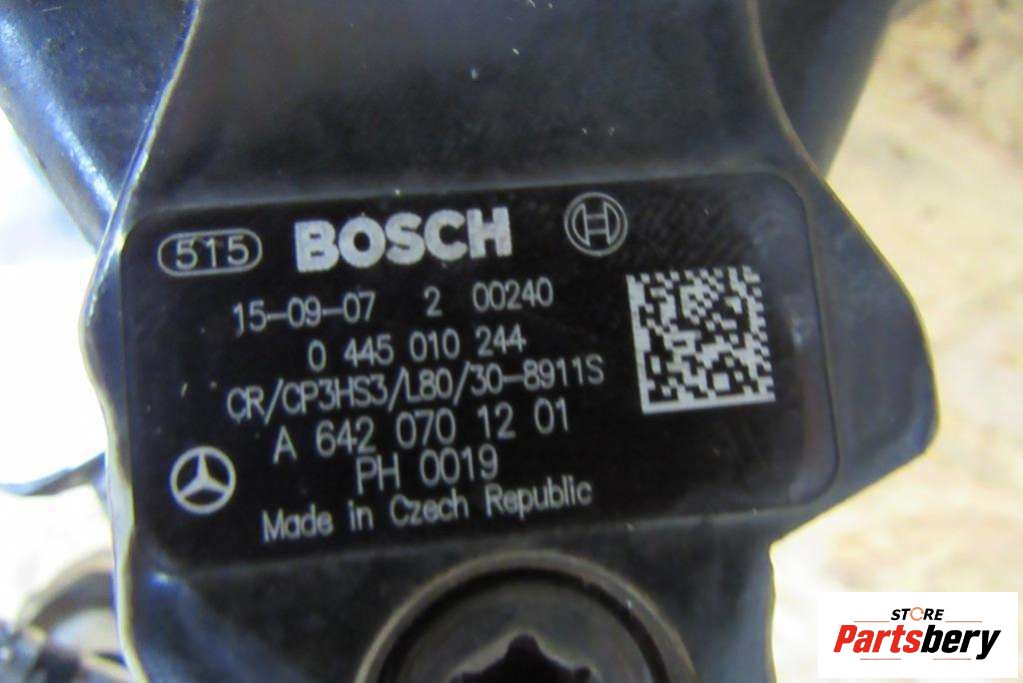 515 BOSCH
15-09-07 2 00240
0 445 010 244
CR/CP3HS3/L80/30-8911S
A 642 070 12 01
PH 0019
Made in Czech Republic
STORE
Partsbery